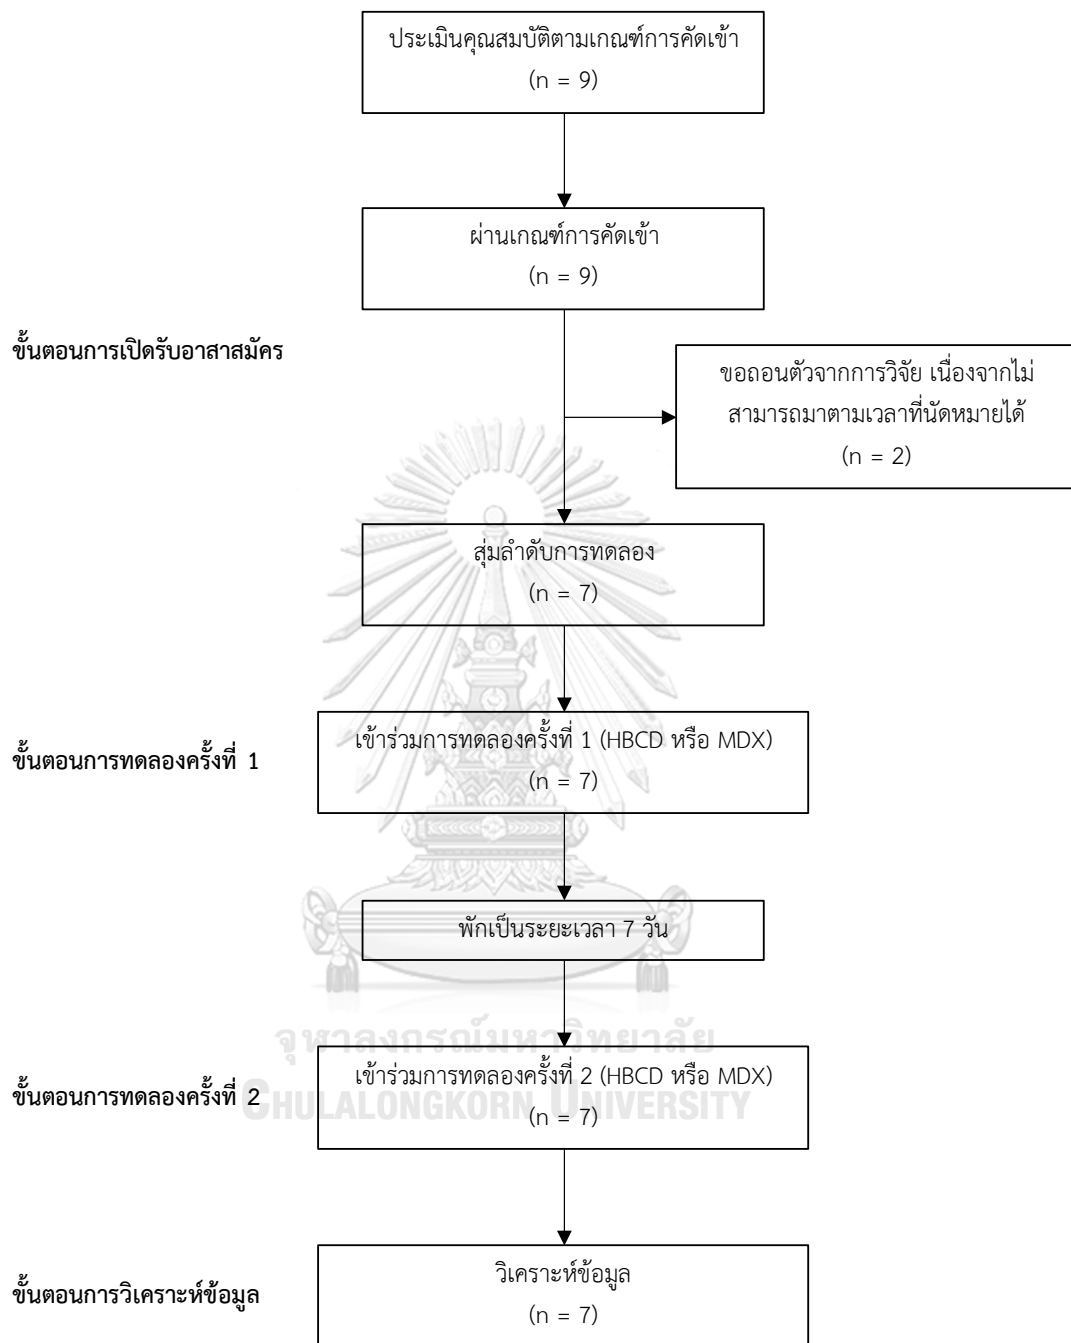 ประเมินคุณสมบัติตามเกณฑ์การคัดเข้า
(n = 9)
ผ่านเกณฑ์การคัดเข้า
(n = 9)
ขั้นตอนการเปิดรับอาสาสมัคร
ขอถอนตัวจากการวิจัย เนื่องจากไม่
สามารถมาตามเวลาที่นัดหมายได้
(n = 2)
สุ่มลำดับการทดลอง
(n = 7)
ขั้นตอนการทดลองครั้งที่ 1
เข้าร่วมการทดลองครั้งที่ 1 (HBCD หรือ MDX)
(n = 7)
พักเป็นระยะเวลา 7 วัน
จุฬาลงกรณ์มหาวิทยาลัย
ขั้นตอนการทดลองครั้งที่ 2
เข้าร่วมการทดลองครั้งที่ 2 (HBCD หรือ MDX)
CHULALONGKORN UNIVERSITY
(n = 7)
ขั้นตอนการวิเคราะห์ข้อมูล
วิเคราะห์ข้อมูล
(n = 7)